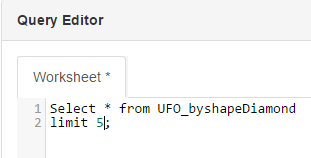 Query Editor
Worksheet *
1 Select * from UFO_byshapeDiamond
2 limit 5;